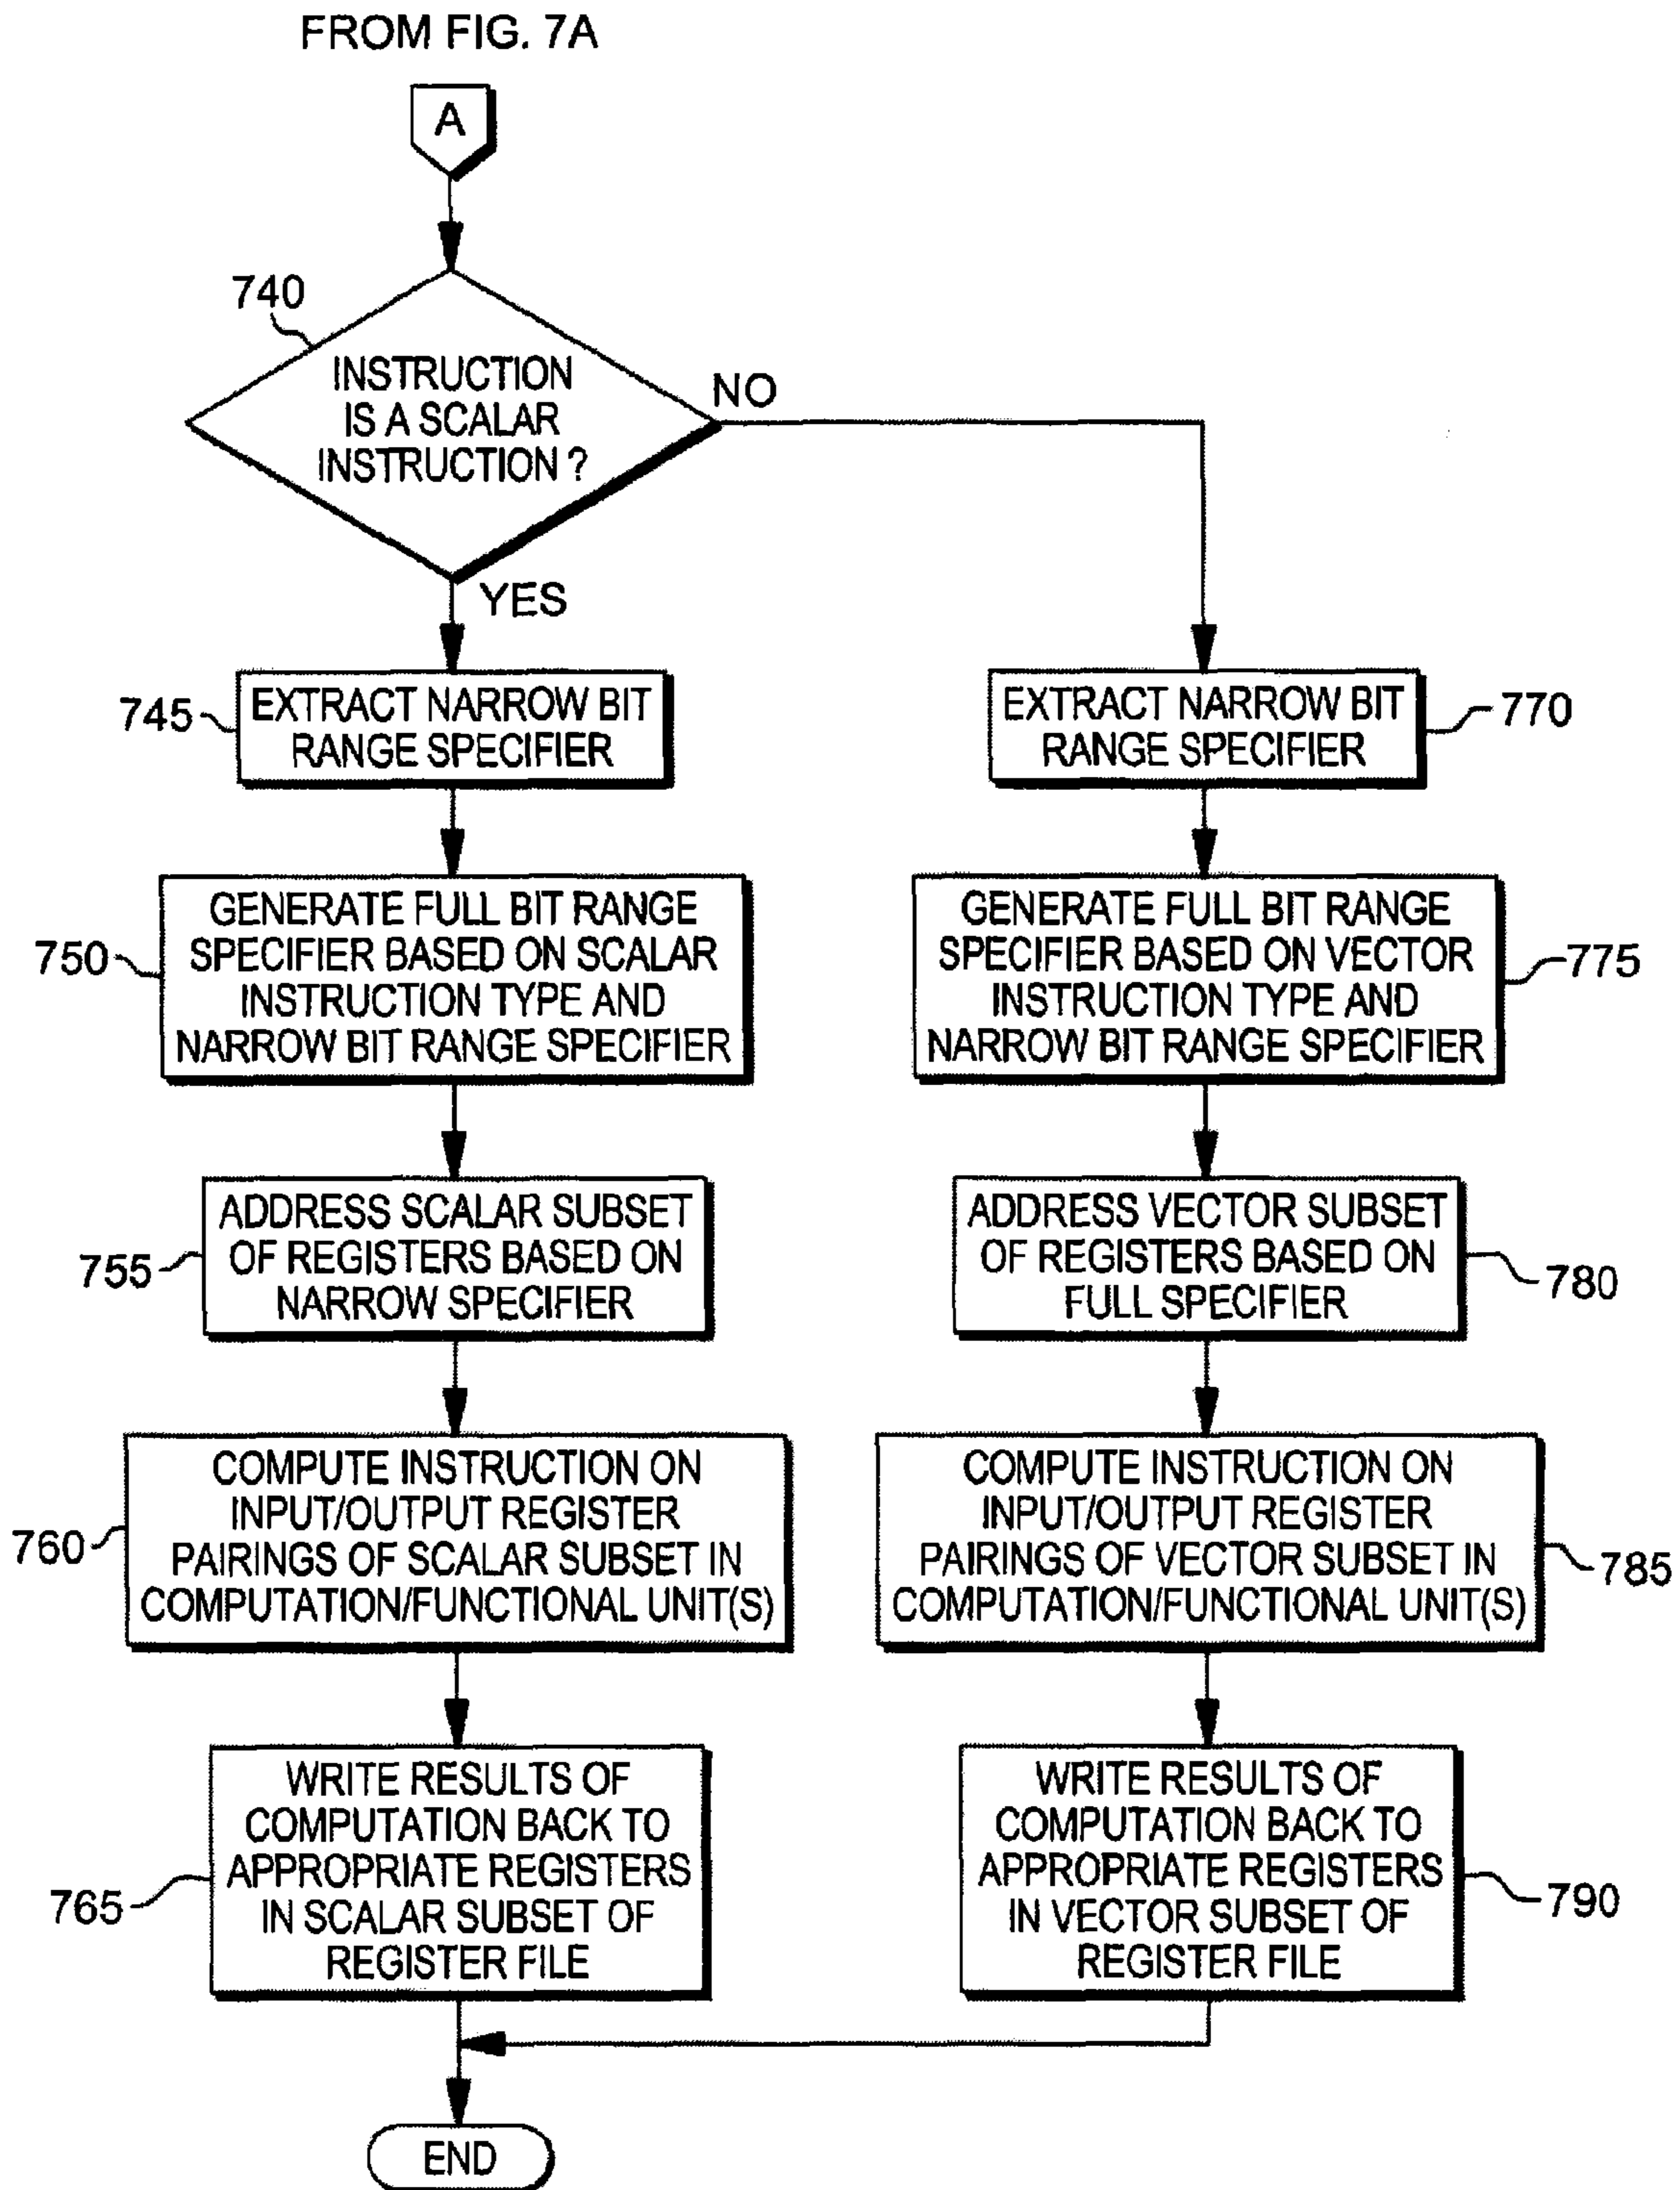 FROM FIG. 7A
A
740
INSTRUCTION
IS A SCALAR
INSTRUCTION ?
NO
YES
745
EXTRACT NARROW BIT
RANGE SPECIFIER
750
GENERATE FULL BIT RANGE
SPECIFIER BASED ON SCALAR
INSTRUCTION TYPE AND
NARROW BIT RANGE SPECIFIER
755
ADDRESS SCALAR SUBSET
OF REGISTERS BASED ON
NARROW SPECIFIER
760
COMPUTE INSTRUCTION ON
INPUT/OUTPUT REGISTER
PAIRINGS OF SCALAR SUBSET IN
COMPUTATION/FUNCTIONAL UNIT(S)
765
WRITE RESULTS OF
COMPUTATION BACK TO
APPROPRIATE REGISTERS
IN SCALAR SUBSET OF
REGISTER FILE
EXTRACT NARROW BIT
RANGE SPECIFIER
770
GENERATE FULL BIT RANGE
SPECIFIER BASED ON VECTOR
INSTRUCTION TYPE AND
NARROW BIT RANGE SPECIFIER
775
ADDRESS VECTOR SUBSET
OF REGISTERS BASED ON
FULL SPECIFIER
780
COMPUTE INSTRUCTION ON
INPUT/OUTPUT REGISTER
PAIRINGS OF VECTOR SUBSET IN
COMPUTATION/FUNCTIONAL UNIT(S)
785
WRITE RESULTS OF
COMPUTATION BACK TO
APPROPRIATE REGISTERS
IN VECTOR SUBSET OF
REGISTER FILE
790
END